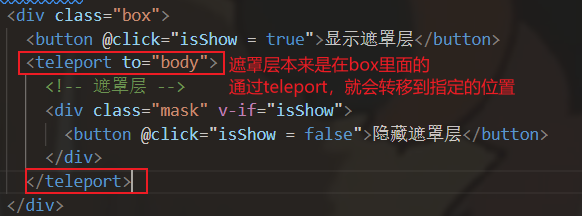 <div class="box">
<button @click="isShow = true">显示遮罩层</button>
<teleport to="body"> 遮罩层本来是在box里面的
<!-- 遮罩层 --> 通过teleport，就会转移到指定的位置
<div class="mask" v-if="isShow">
<button @click="isShow = false">隐藏遮罩层</button>
</div>
</teleport>
</div>